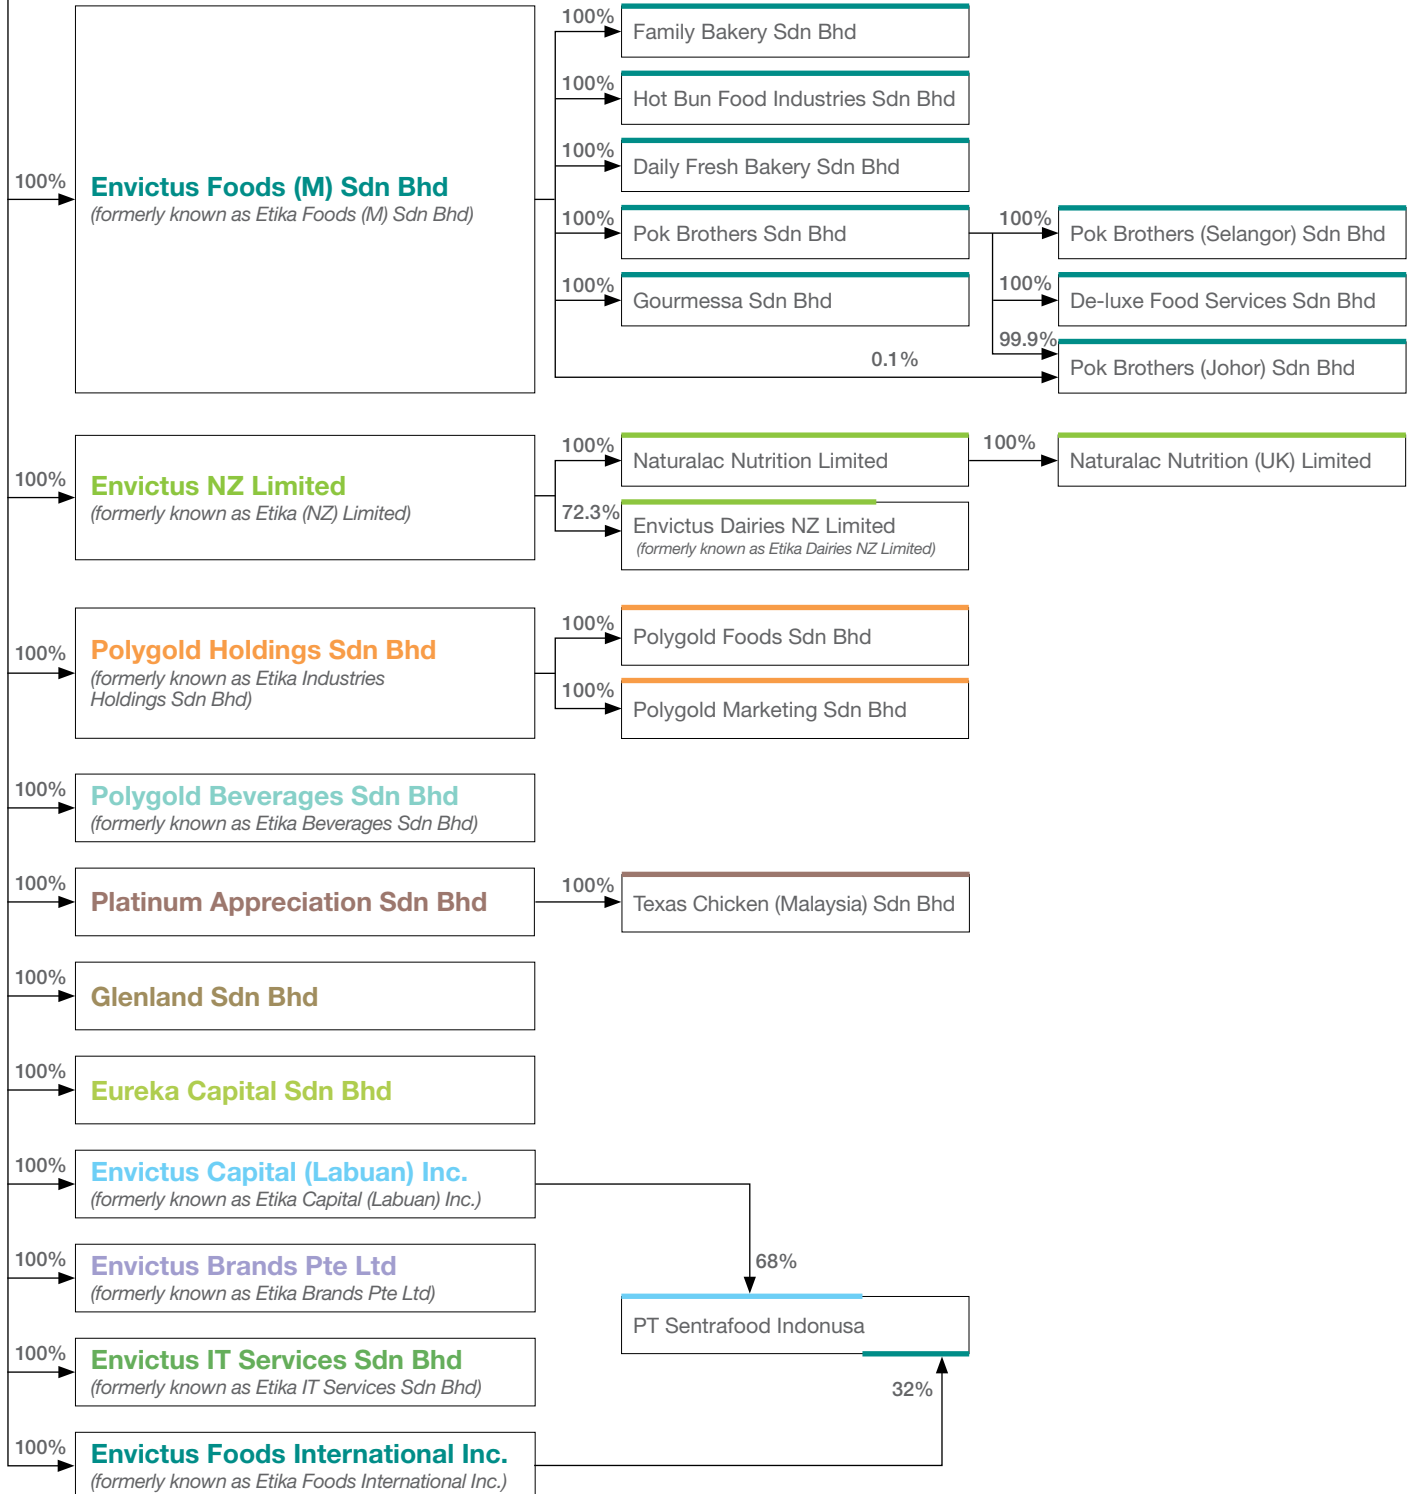 100%
Family Bakery Sdn Bhd
100%
Hot Bun Food Industries Sdn Bhd
100%
Daily Fresh Bakery Sdn Bhd
100%
Envictus Foods (M) Sdn Bhd
(formerly known as Etika Foods (M) Sdn Bhd)
100%
Pok Brothers Sdn Bhd
100%
Pok Brothers (Selangor) Sdn Bhd
100%
Gourmessa Sdn Bhd
100%
De-luxe Food Services Sdn Bhd
99.9%
0.1%
Pok Brothers (Johor) Sdn Bhd
100%
Envictus NZ Limited
(formerly known as Etika (NZ) Limited)
100%
Naturalac Nutrition Limited
100%
Naturalac Nutrition (UK) Limited
72.3%
Envictus Dairies NZ Limited
(formerly known as Etika Dairies NZ Limited)
100%
Polygold Holdings Sdn Bhd
(formerly known as Etika Industries
Holdings Sdn Bhd)
100%
Polygold Foods Sdn Bhd
100%
Polygold Marketing Sdn Bhd
100%
Polygold Beverages Sdn Bhd
(formerly known as Etika Beverages Sdn Bhd)
100%
Platinum Appreciation Sdn Bhd
100%
Texas Chicken (Malaysia) Sdn Bhd
100%
Glenland Sdn Bhd
100%
Eureka Capital Sdn Bhd
100%
Envictus Capital (Labuan) Inc.
(formerly known as Etika Capital (Labuan) Inc.)
100%
Envictus Brands Pte Ltd
(formerly known as Etika Brands Pte Ltd)
68%
PT Sentrafood Indonusa
100%
Envictus IT Services Sdn Bhd
(formerly known as Etika IT Services Sdn Bhd)
32%
100%
Envictus Foods International Inc.
(formerly known as Etika Foods International Inc.)